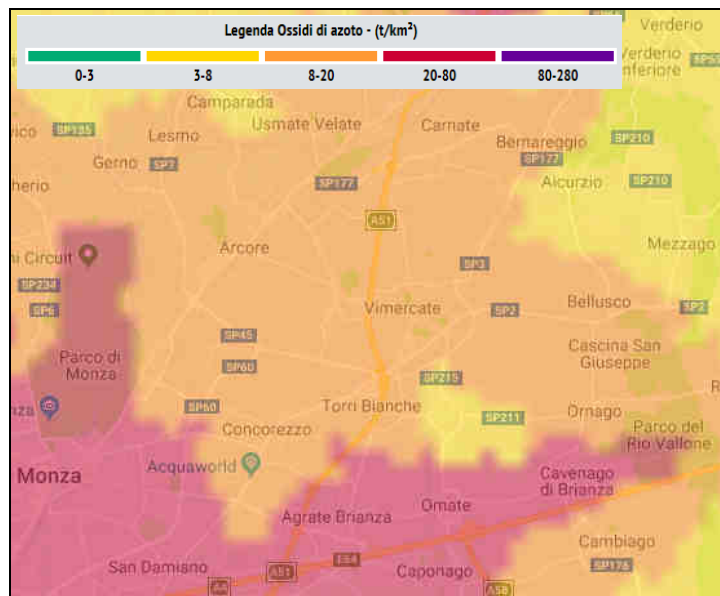 Legenda Ossidi di azoto - (t/km²)
0-3
3-8
8-20
20-80
80-280
Verderio
Verderio
Inferiore
Camparada
Usmate Velate
Carnate
SP135
Lesmo
Bernareggio
SP210
Gerno
SP7
SP177
SP177
Aicurzio
SP210
A51
Arcore
Mezzago
SP3
SP234
SP6
Vimercate
SP2
Bellusco
SP2
SP45
Cascina San
Giuseppe
Parco di
Monza
SP60
SP215
SP60
Torri Bianche
SP211
Ornago
Concorezzo
Parco del
Rio Vallone
Acquaworld
Monza
Cavenago
di Brianza
Omate
Agrate Brianza
Cambiago
E64
San Damiano
A51
Caponago
SP176
A4
A58